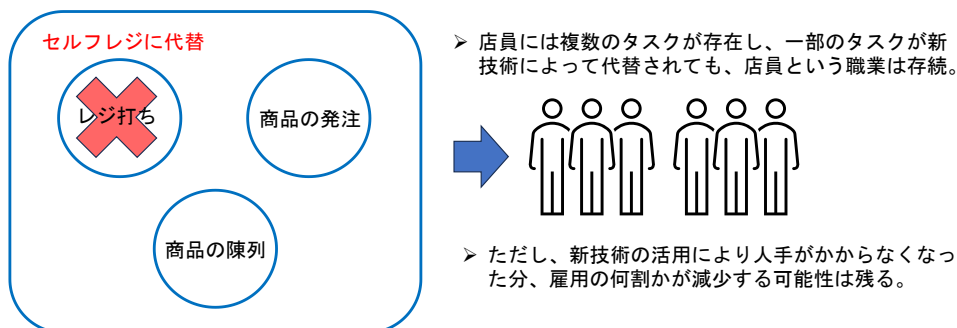 セルフレジに代替
レジ打ち
商品の発注
商品の陳列
➢ 店員には複数のタスクが存在し、一部のタスクが新
技術によって代替されても、店員という職業は存続。
➢ ただし、新技術の活用により人手がかからなくなっ
た分、雇用の何割かが減少する可能性は残る。